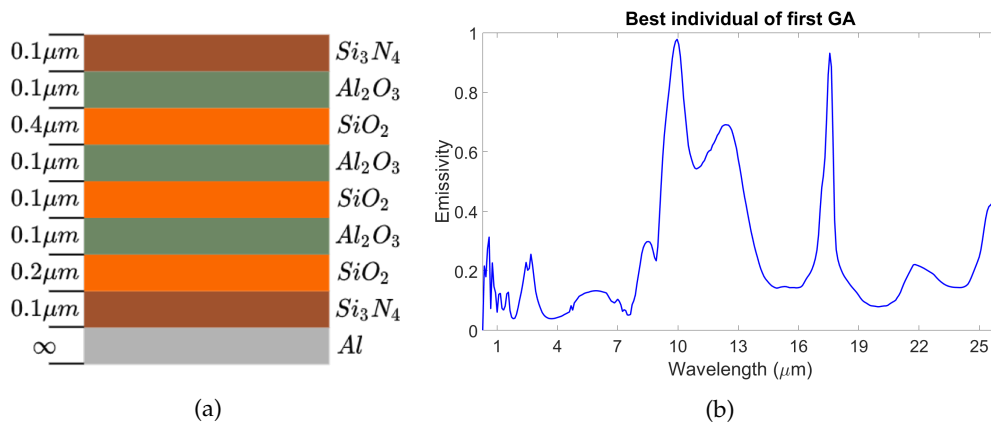 0.1μm Si₃N₄
0.1μm Al₂O₃
0.4μm SiO₂
0.1μm Al₂O₃
0.1μm SiO₂
0.1μm Al₂O₃
0.2μm SiO₂
0.1μm Si₃N₄
∞ Al
(a)
Best individual of first GA
Emissivity
1
0.8
0.6
0.4
0.2
0
1 4 7 10 13 16 19 22 25
Wavelength (μm)
(b)